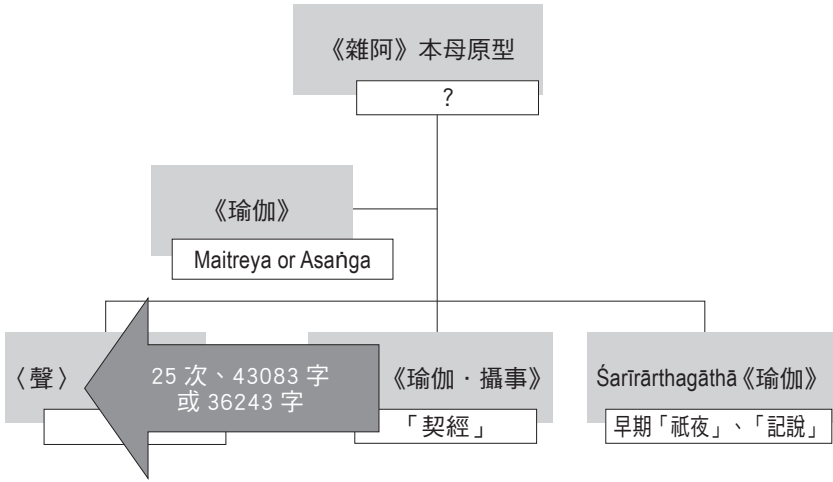 《雜阿》本母原型
?
《瑜伽》
Maitreya or Asaṅga
〈聲〉
25 次、43083 字
或 36243 字
《瑜伽．攝事》
「契經」
Śarīrārthagāthā《瑜伽》
早期「祇夜」、「記說」